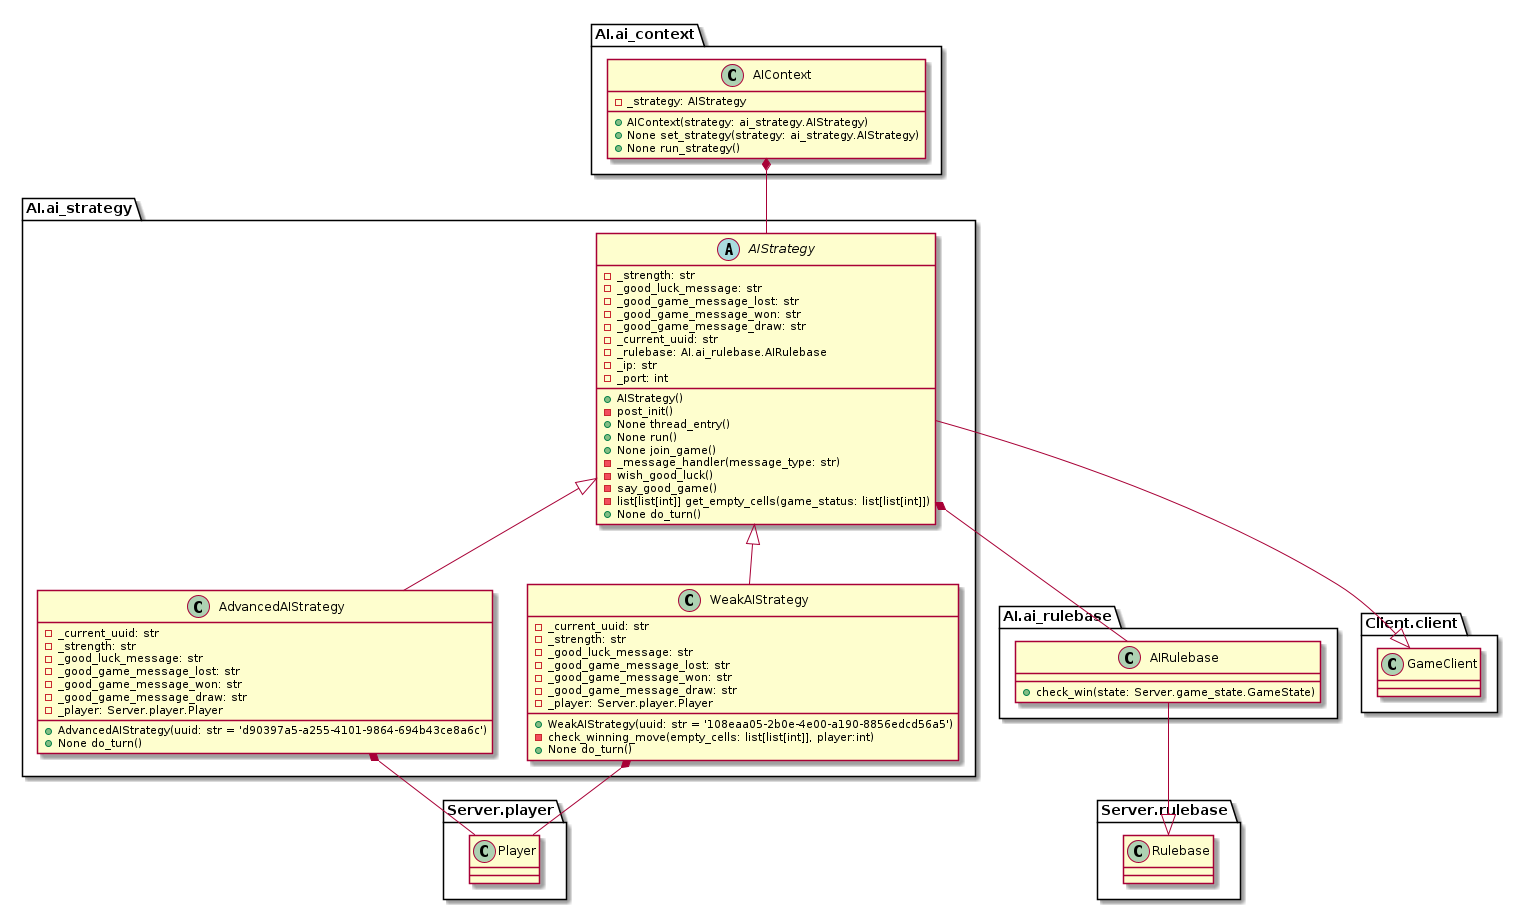 AI.ai_context
C AIContext
_strategy: AIStrategy
AIContext(strategy: ai_strategy.AIStrategy)
None set_strategy(strategy: ai_strategy.AIStrategy)
None run_strategy()
AI.ai_strategy
A AIStrategy
_strength: str
_good_luck_message: str
_good_game_message_lost: str
_good_game_message_won: str
_good_game_message_draw: str
_current_uuid: str
_rulebase: AI.ai_rulebase.AIRulebase
_ip: str
_port: int
AIStrategy()
post_init()
None thread_entry()
None run()
None join_game()
_message_handler(message_type: str)
wish_good_luck()
say_good_game()
list[list[int]] get_empty_cells(game_status: list[list[int]])
None do_turn()
C AdvancedAIStrategy
_current_uuid: str
_strength: str
_good_luck_message: str
_good_game_message_lost: str
_good_game_message_won: str
_good_game_message_draw: str
_player: Server.player.Player
AdvancedAIStrategy(uuid: str = 'd90397a5-a255-4101-9864-694b43ce8a6c')
None do_turn()
C WeakAIStrategy
_current_uuid: str
_strength: str
_good_luck_message: str
_good_game_message_lost: str
_good_game_message_won: str
_good_game_message_draw: str
_player: Server.player.Player
WeakAIStrategy(uuid: str = '108eaa05-2b0e-4e00-a190-8856edcd56a5')
check_winning_move(empty_cells: list[list[int]], player:int)
None do_turn()
AI.ai_rulebase
C AIRulebase
check_win(state: Server.game_state.GameState)
Client.client
C GameClient
Server.player
C Player
Server.rulebase
C Rulebase